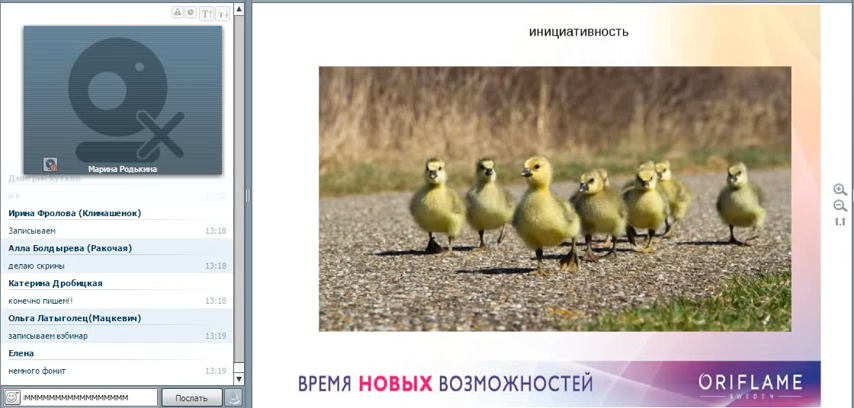 Марина Родькина
Ирина Фролова (Климашенок)
Записываем 13:18
Алла Болдырева (Ракочая)
делаю скрины 13:18
Катерина Дробицкая
конечно пишем!! 13:18
Ольга Латыголец(Мацкевич)
записываем вэбинар 13:19
Елена
немного фонит 13:19
Послать
инициативность
ВРЕМЯ НОВЫХ ВОЗМОЖНОСТЕЙ
ORIFLAME
SWEDEN
1:1